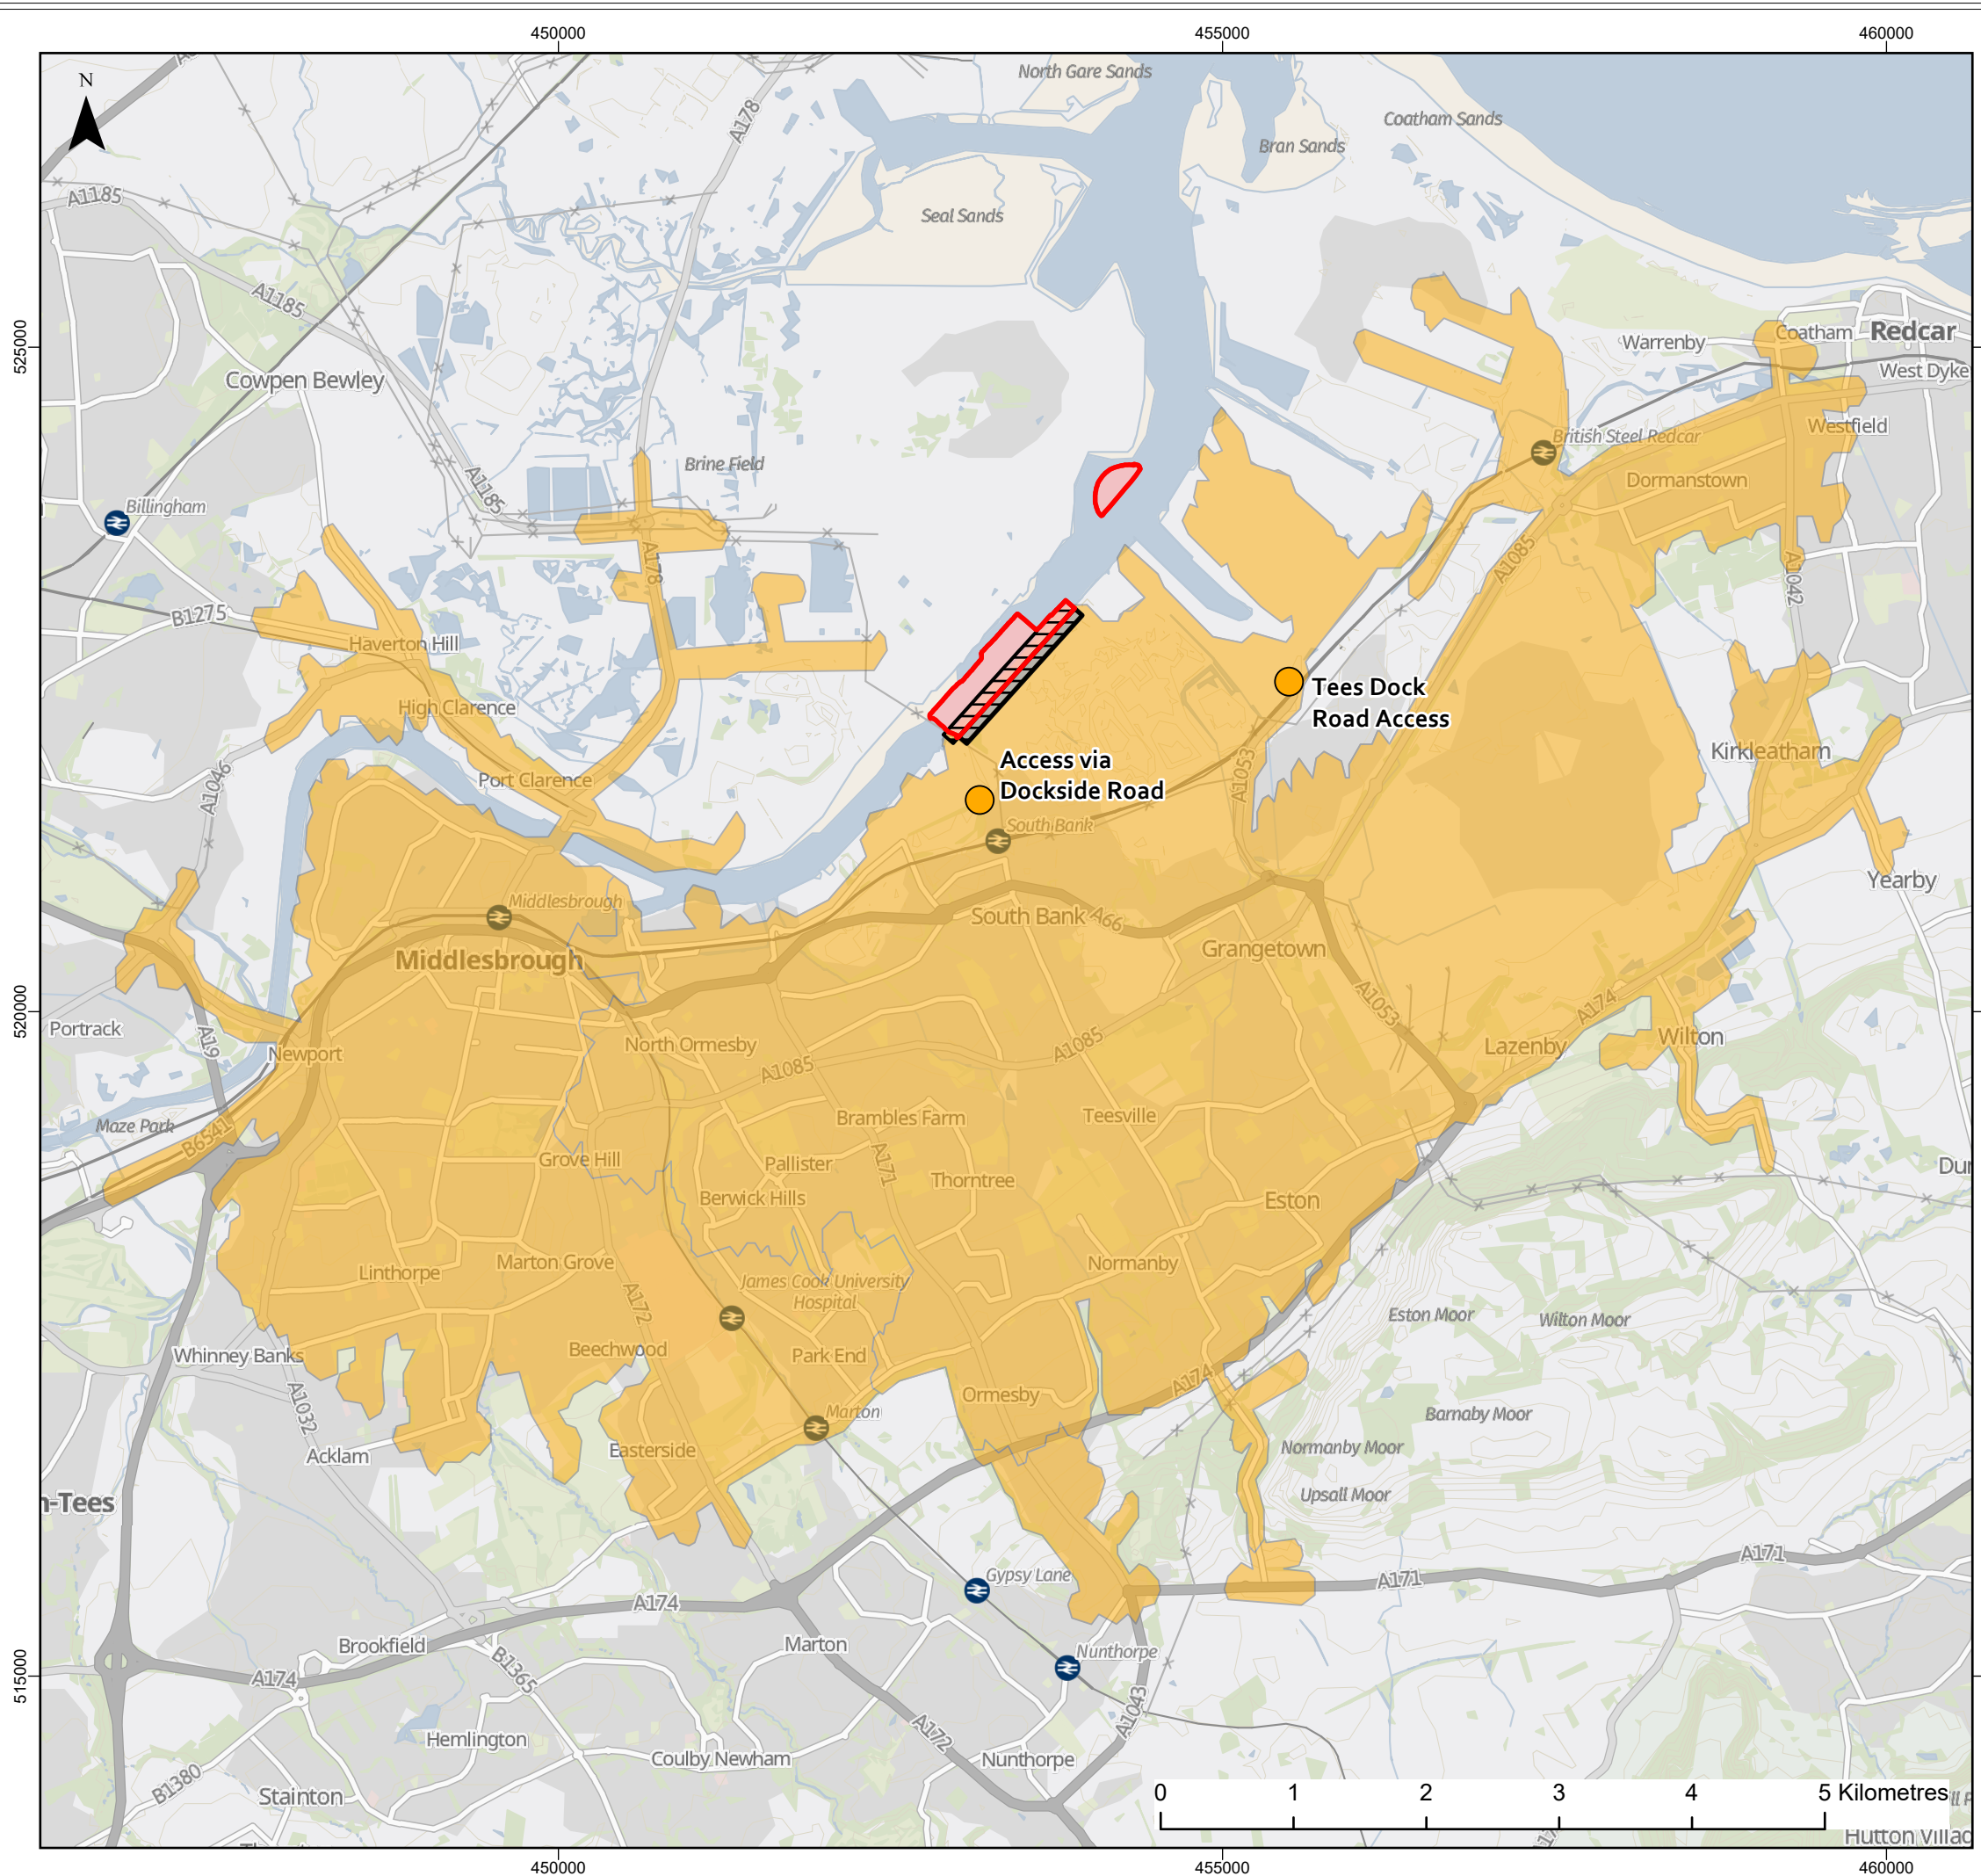 450000
455000
460000
N
North Gare Sands
A178
Coatham Sands
Bran Sands
A1185
Seal Sands
A1185
525000
Coatham
Redcar
Warrenby
West Dyke
Cowpen Bewley
Westfield
British Steel Redcar
Brine Field
A1185
Dormanstown
Billingham
A178
A1085
A1042
B1275
Haverton Hill
Tees Dock
Road Access
High Clarence
Kirkleatham
Access via
Dockside Road
A1053
Port Clarence
A1046
South Bank
Yearby
Middlesbrough
South Bank
A66
Grangetown
Middlesbrough
A1053
A174
520000
Portrack
A19
Newport
North Ormesby
A1085
A1085
Lazenby
Wilton
Maze Park
B6541
Brambles Farm
Teesville
Grove Hill
Pallister
A171
Thorntree
Berwick Hills
Eston
Linthorpe
Marton Grove
Normanby
James Cook University
Hospital
A172
Eston Moor
Wilton Moor
Whinney Banks
Beechwood
Park End
A174
A1032
Ormesby
Marton
Barnaby Moor
Acklam
Easterside
Normanby Moor
n-Tees
Upsall Moor
A171
A171
Gypsy Lane
A174
Brookfield
Marton
Nunthorpe
515000
A174
B1365
A1043
Hemlington
A172
Coulby Newham
Nunthorpe
B1380
Stainton
0 1 2 3 4 5 Kilometres
Hutton Villag
450000
455000
460000